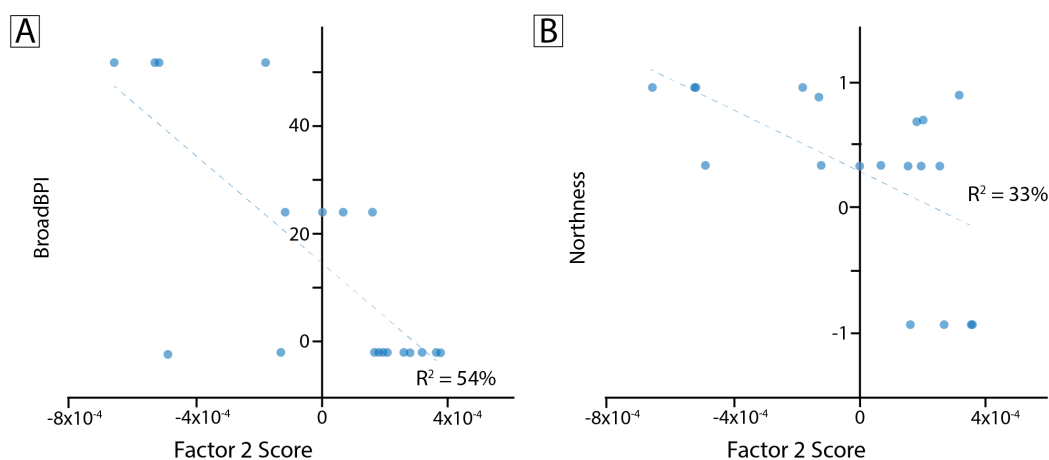 A
BroadBPI
40
20
0
R² = 54%
-8x10⁻⁴ -4x10⁻⁴ 0 4x10⁻⁴
Factor 2 Score
B
Northness
1
0
-1
R² = 33%
-8x10⁻⁴ -4x10⁻⁴ 0 4x10⁻⁴
Factor 2 Score